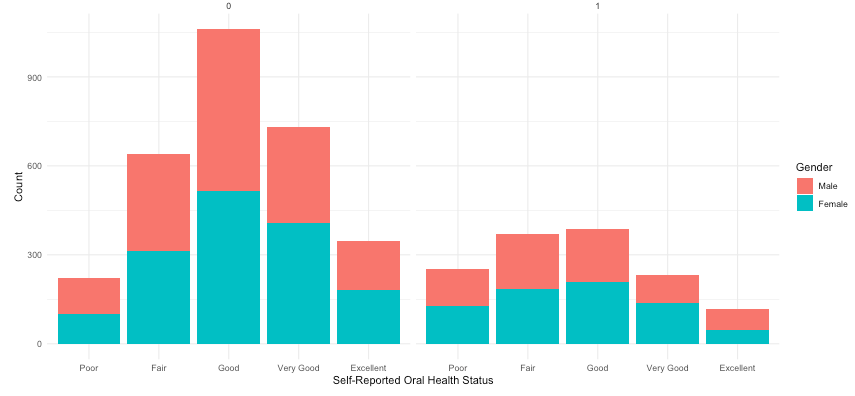 0
1
Count
900
600
300
0
Poor
Fair
Good
Very Good
Excellent
Poor
Fair
Good
Very Good
Excellent
Self-Reported Oral Health Status
Gender
Male
Female